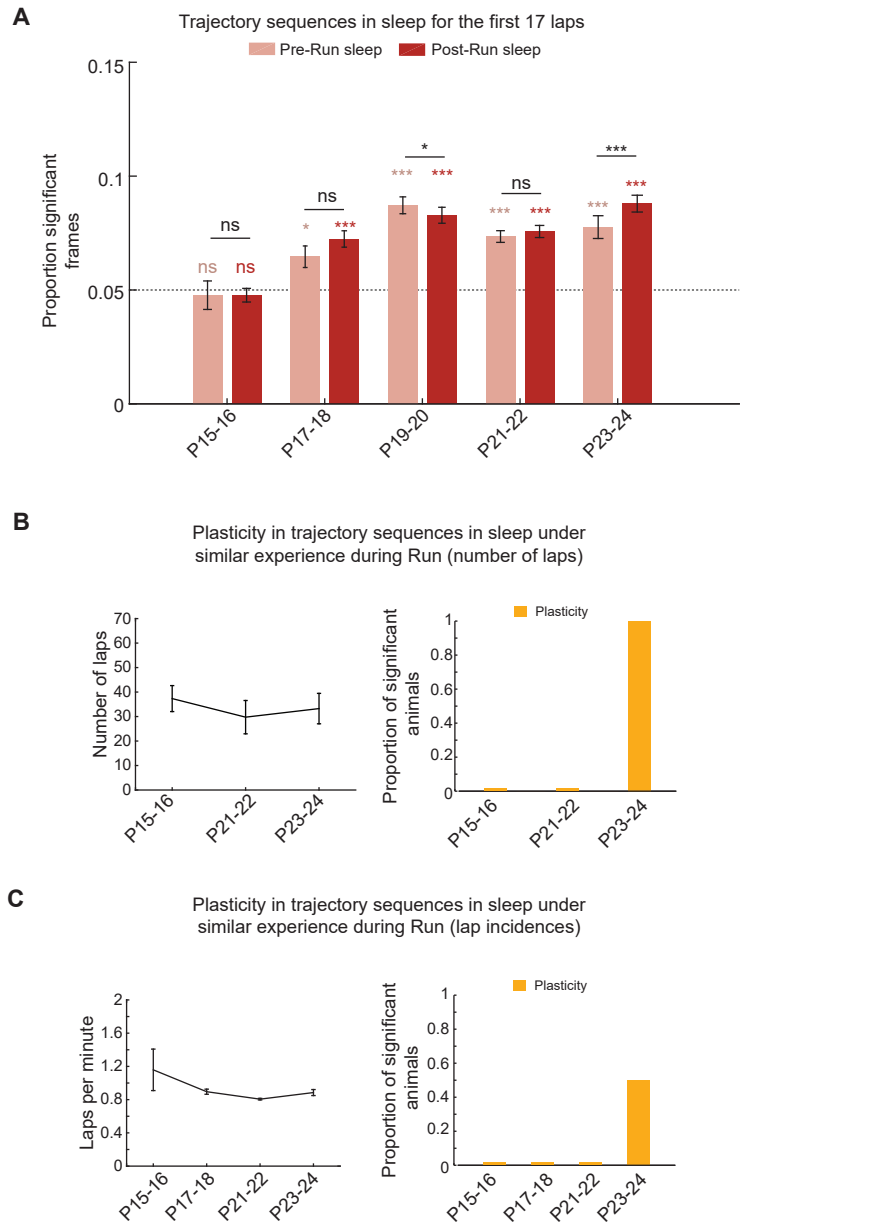 A
Trajectory sequences in sleep for the first 17 laps
Pre-Run sleep
Post-Run sleep
Proportion significant
frames
0.15
0.1
0.05
0
ns
ns
ns
ns
*
***
*
***
***
ns
***
***
***
***
***
P15-16
P17-18
P19-20
P21-22
P23-24
B
Plasticity in trajectory sequences in sleep under
similar experience during Run (number of laps)
Number of laps
70
60
50
40
30
20
10
0
P15-16
P21-22
P23-24
Plasticity
Proportion of significant
animals
1
0.8
0.6
0.4
0.2
0
P15-16
P21-22
P23-24
C
Plasticity in trajectory sequences in sleep under
similar experience during Run (lap incidences)
Laps per minute
2
1.6
1.2
0.8
0.4
0
P15-16
P17-18
P21-22
P23-24
Plasticity
Proportion of significant
animals
1
0.8
0.6
0.4
0.2
0
P15-16
P17-18
P21-22
P23-24